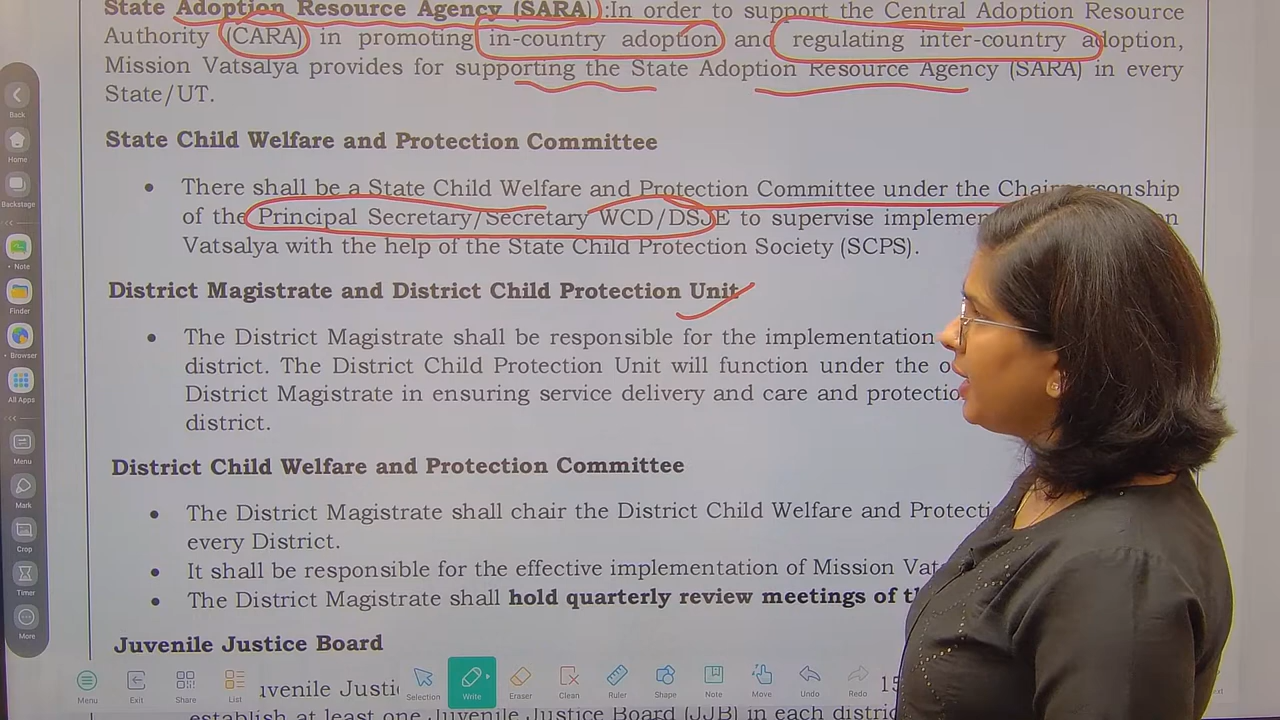 State Adoption Resource Agency (SARA) :In order to support the Central Adoption Resource
Authority (CARA) in promoting in-country adoption and regulating inter-country adoption,
Mission Vatsalya provides for supporting the State Adoption Resource Agency (SARA) in every
State/UT.
State Child Welfare and Protection Committee
• There shall be a State Child Welfare and Protection Committee under the Chairpersonship
of the Principal Secretary/Secretary WCD/DSJE to supervise
Vatsalya with the help of the State Child Protection Society (SCPS).
District Magistrate and District Child Protection Unit
• The District Magistrate shall be responsible for the implementation
district. The District Child Protection Unit will function under the
District Magistrate in ensuring service delivery and care and
district.
District Child Welfare and Protection Committee
• The District Magistrate shall chair the District Child Welfare and
every District.
• It shall be responsible for the effective implementation of Mission
• The District Magistrate shall hold quarterly review meetings of
Juvenile Justice Board
establish at least one Juvenile Justice Board (JJB) in each
Back
Home
Backstage
Note
Finder
Browser
All Apps
Menu
Mark
Crop
Timer
More
Menu
Exit
Share
List
Selection
Write
Eraser
Clean
Ruler
Shape
Note
Move
Undo
Redo